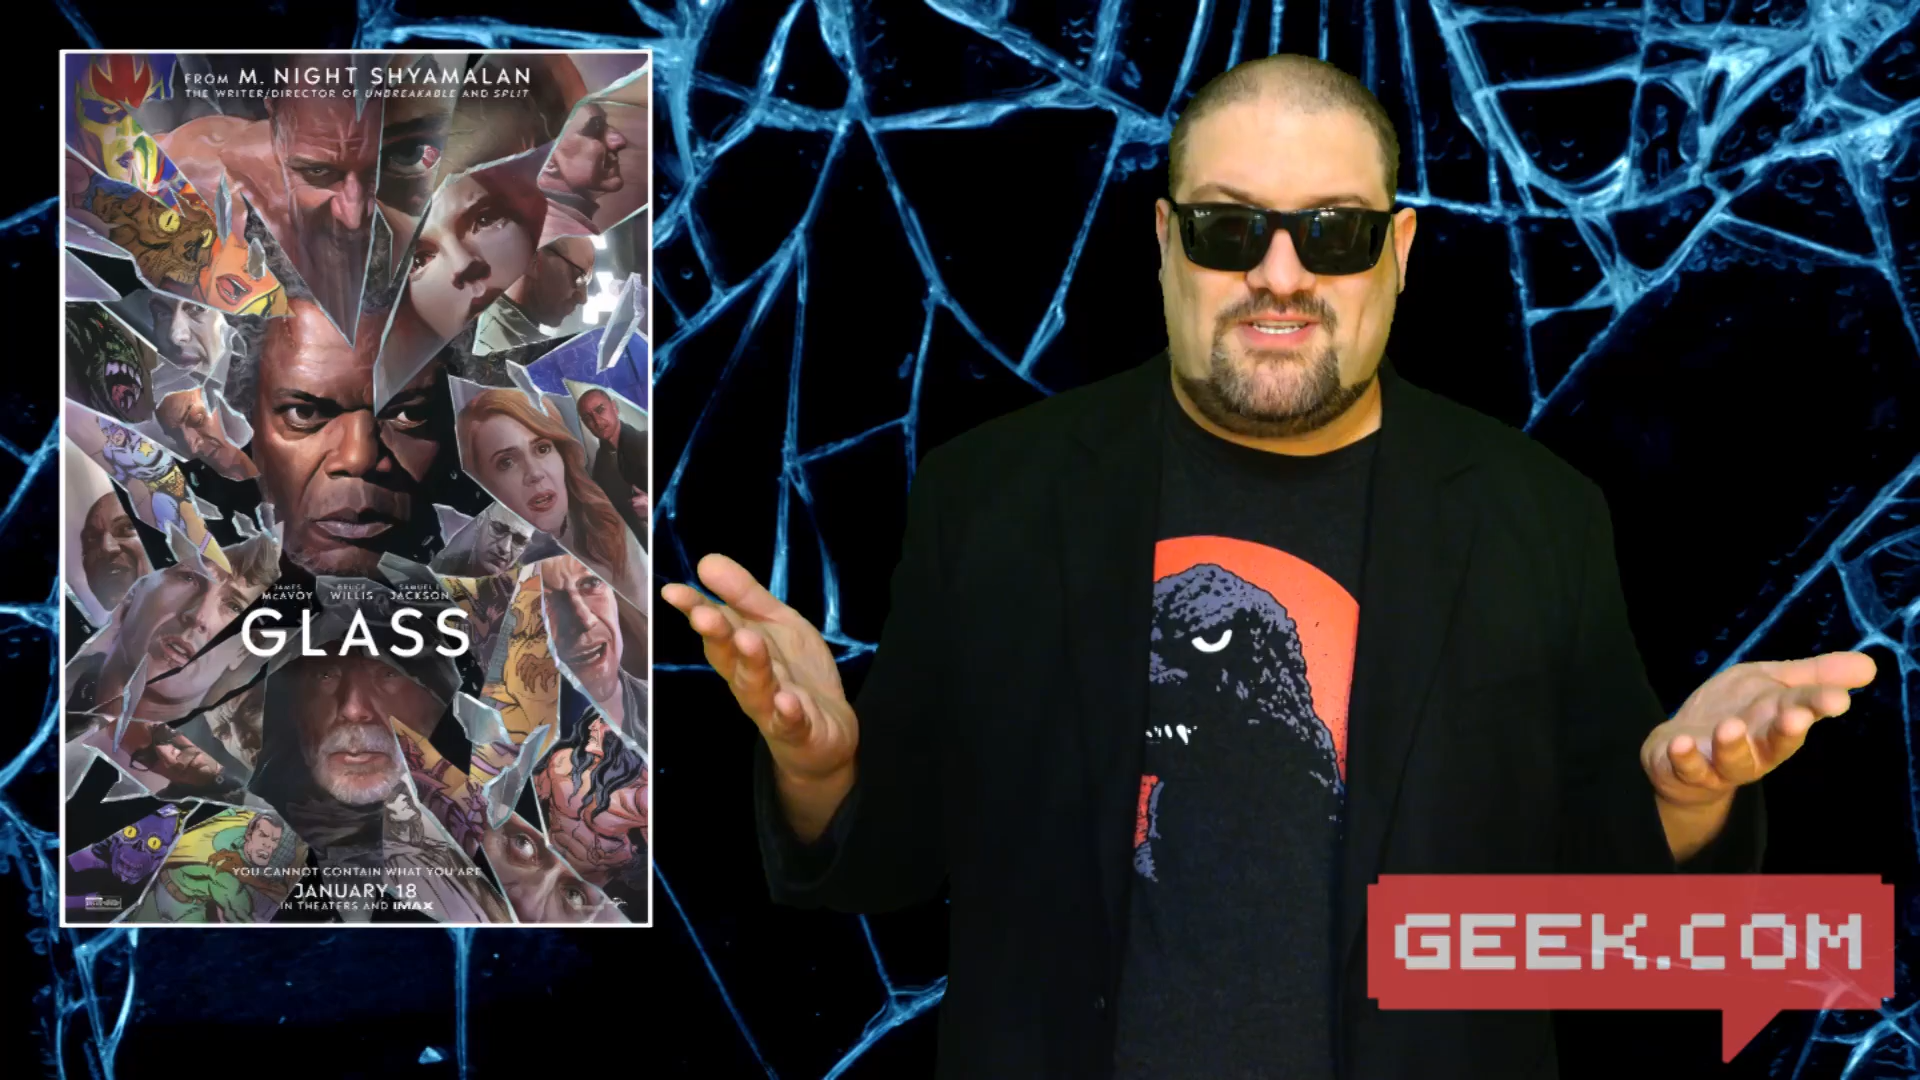 FROM M. NIGHT SHYAMALAN
THE WRITER/DIRECTOR OF UNBREAKABLE AND SPLIT
JAMES McAVOY BRUCE WILLIS SAMUEL L. JACKSON
GLASS
YOU CANNOT CONTAIN WHAT YOU ARE
JANUARY 18
IN THEATERS AND IMAX
GEEK.COM